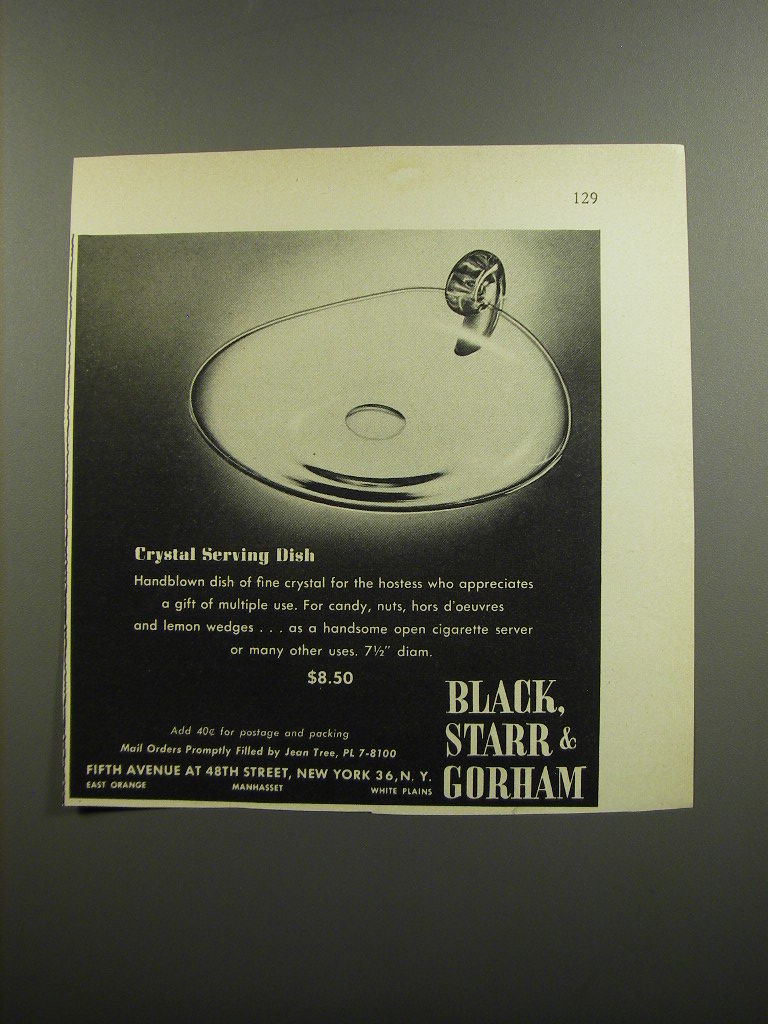 129
Crystal Serving Dish
Handblown dish of fine crystal for the hostess who appreciates
a gift of multiple use. For candy, nuts, hors d'oeuvres
and lemon wedges . . . as a handsome open cigarette server
or many other uses. 7½" diam.
$8.50
Add 40¢ for postage and packing
Mail Orders Promptly Filled by Jean Tree, PL 7-8100
FIFTH AVENUE AT 48TH STREET, NEW YORK 36, N. Y.
EAST ORANGE MANHASSET WHITE PLAINS
BLACK,
STARR &
GORHAM